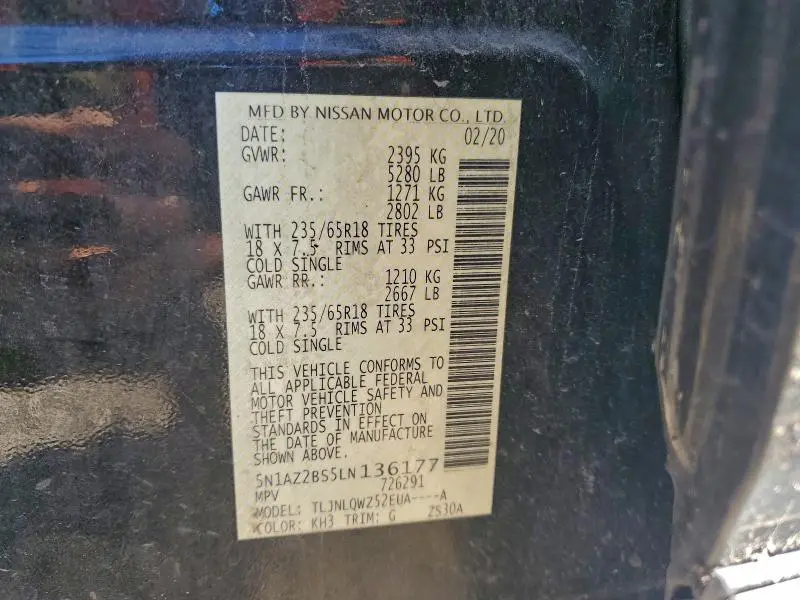 MFD BY NISSAN MOTOR CO., LTD.
DATE: 02/20
GVWR: 2395 KG
5280 LB
GAWR FR.: 1271 KG
2802 LB
WITH 235/65R18 TIRES
18 X 7.5 RIMS AT 33 PSI
COLD SINGLE
GAWR RR.: 1210 KG
2667 LB
WITH 235/65R18 TIRES
18 X 7.5 RIMS AT 33 PSI
COLD SINGLE
THIS VEHICLE CONFORMS TO
ALL APPLICABLE FEDERAL
MOTOR VEHICLE SAFETY AND
THEFT PREVENTION
STANDARDS IN EFFECT ON
THE DATE OF MANUFACTURE
SHOWN ABOVE.
5N1AZ2BS5LN136177
MPV 726291
MODEL: TLJNLQWZ52EUA----A
COLOR: KH3 TRIM: G ZS30A